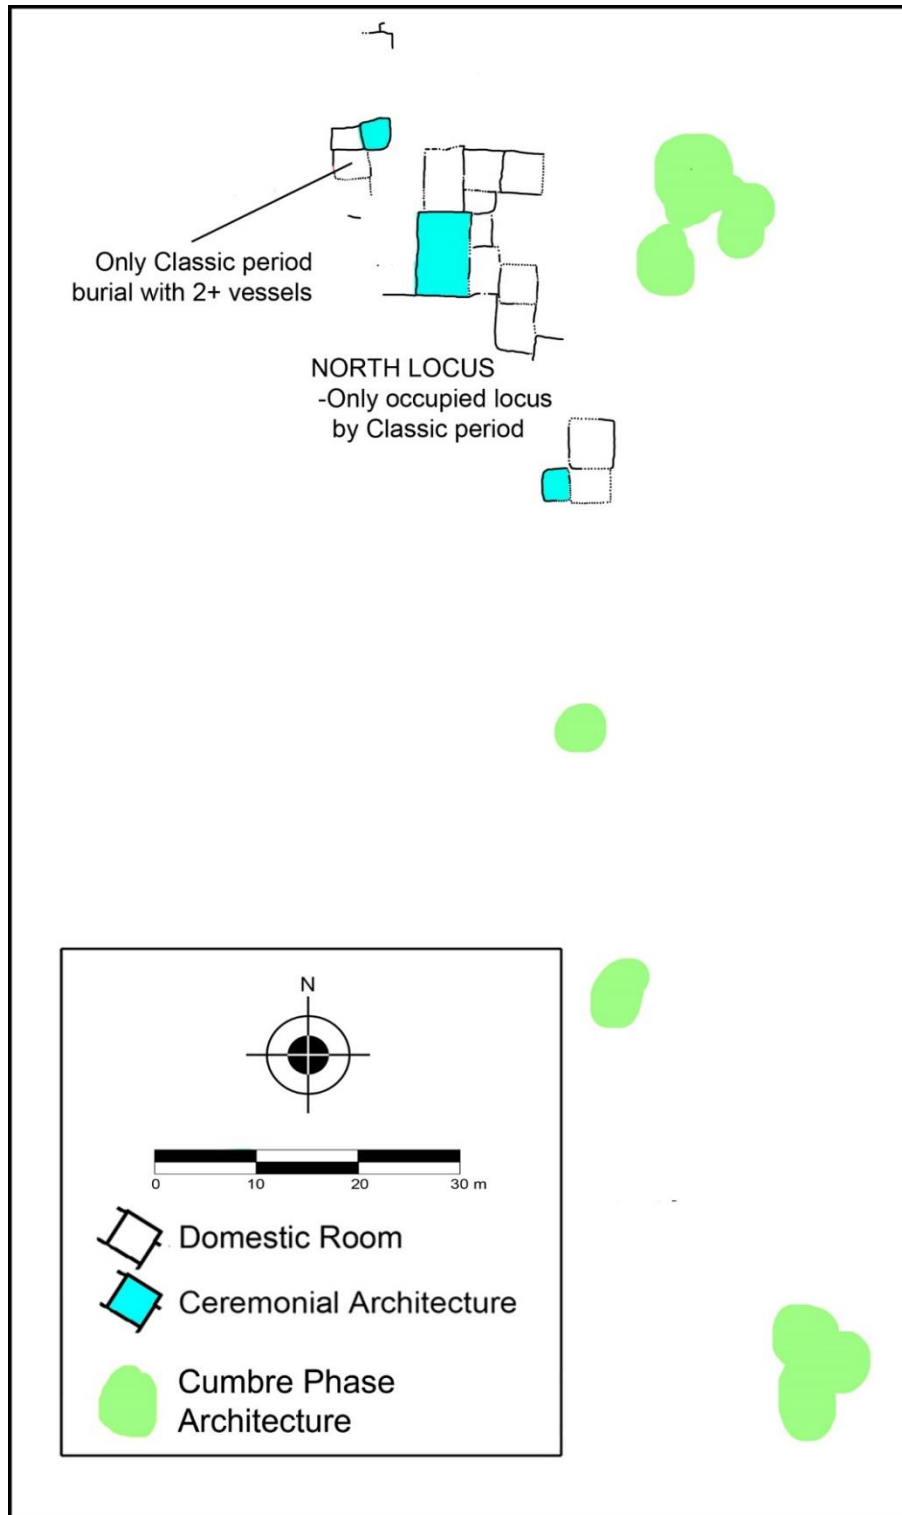 Only Classic period
burial with 2+ vessels
NORTH LOCUS
-Only occupied locus
by Classic period
N
0 10 20 30 m
Domestic Room
Ceremonial Architecture
Cumbre Phase
Architecture